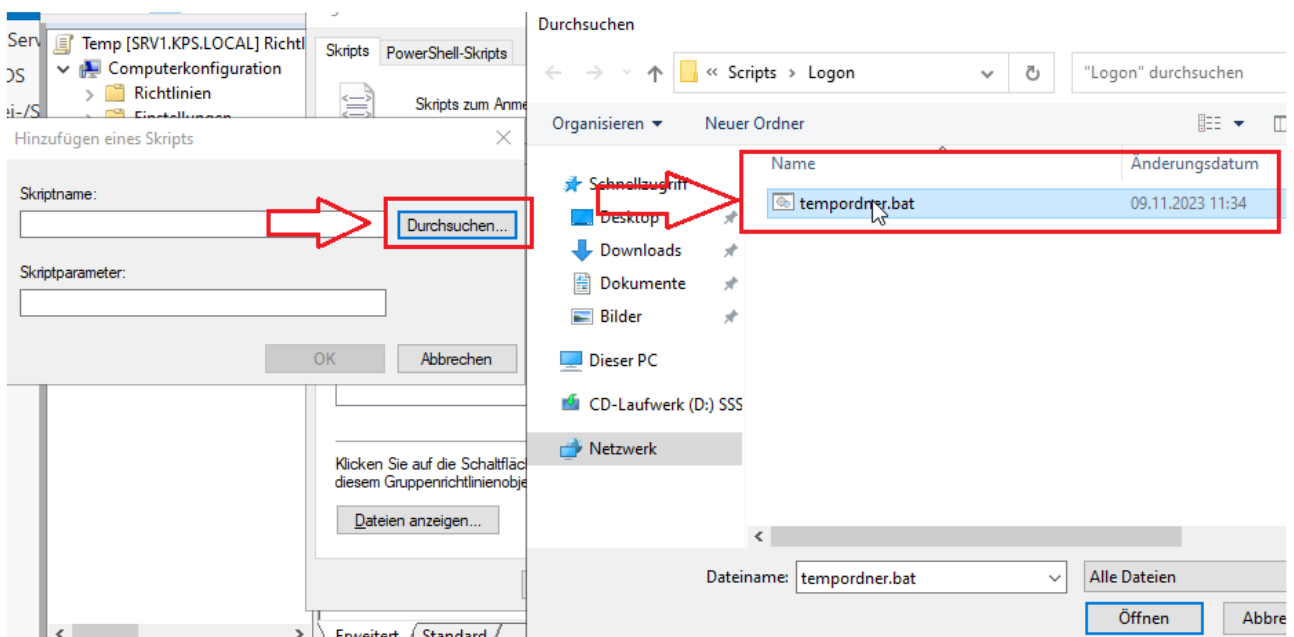 Serv
OS
ei-/S
Temp [SRV1.KPS.LOCAL] Richtl
Computerkonfiguration
Richtlinien
Einstellungen
Skripts
PowerShell-Skripts
Skripts zum Anme
Hinzufügen eines Skripts
Skriptname:
Durchsuchen...
Skriptparameter:
OK
Abbrechen
Klicken Sie auf die Schaltfläc
diesem Gruppenrichtlinienobje
Dateien anzeigen...
Erweitert
Standard
Durchsuchen
« Scripts › Logon
"Logon" durchsuchen
Organisieren
Neuer Ordner
Name
Änderungsdatum
Schnellzugriff
Desktop
Downloads
Dokumente
Bilder
Dieser PC
CD-Laufwerk (D:) SSS
Netzwerk
tempordner.bat
09.11.2023 11:34
Dateiname:
tempordner.bat
Alle Dateien
Öffnen
Abbre